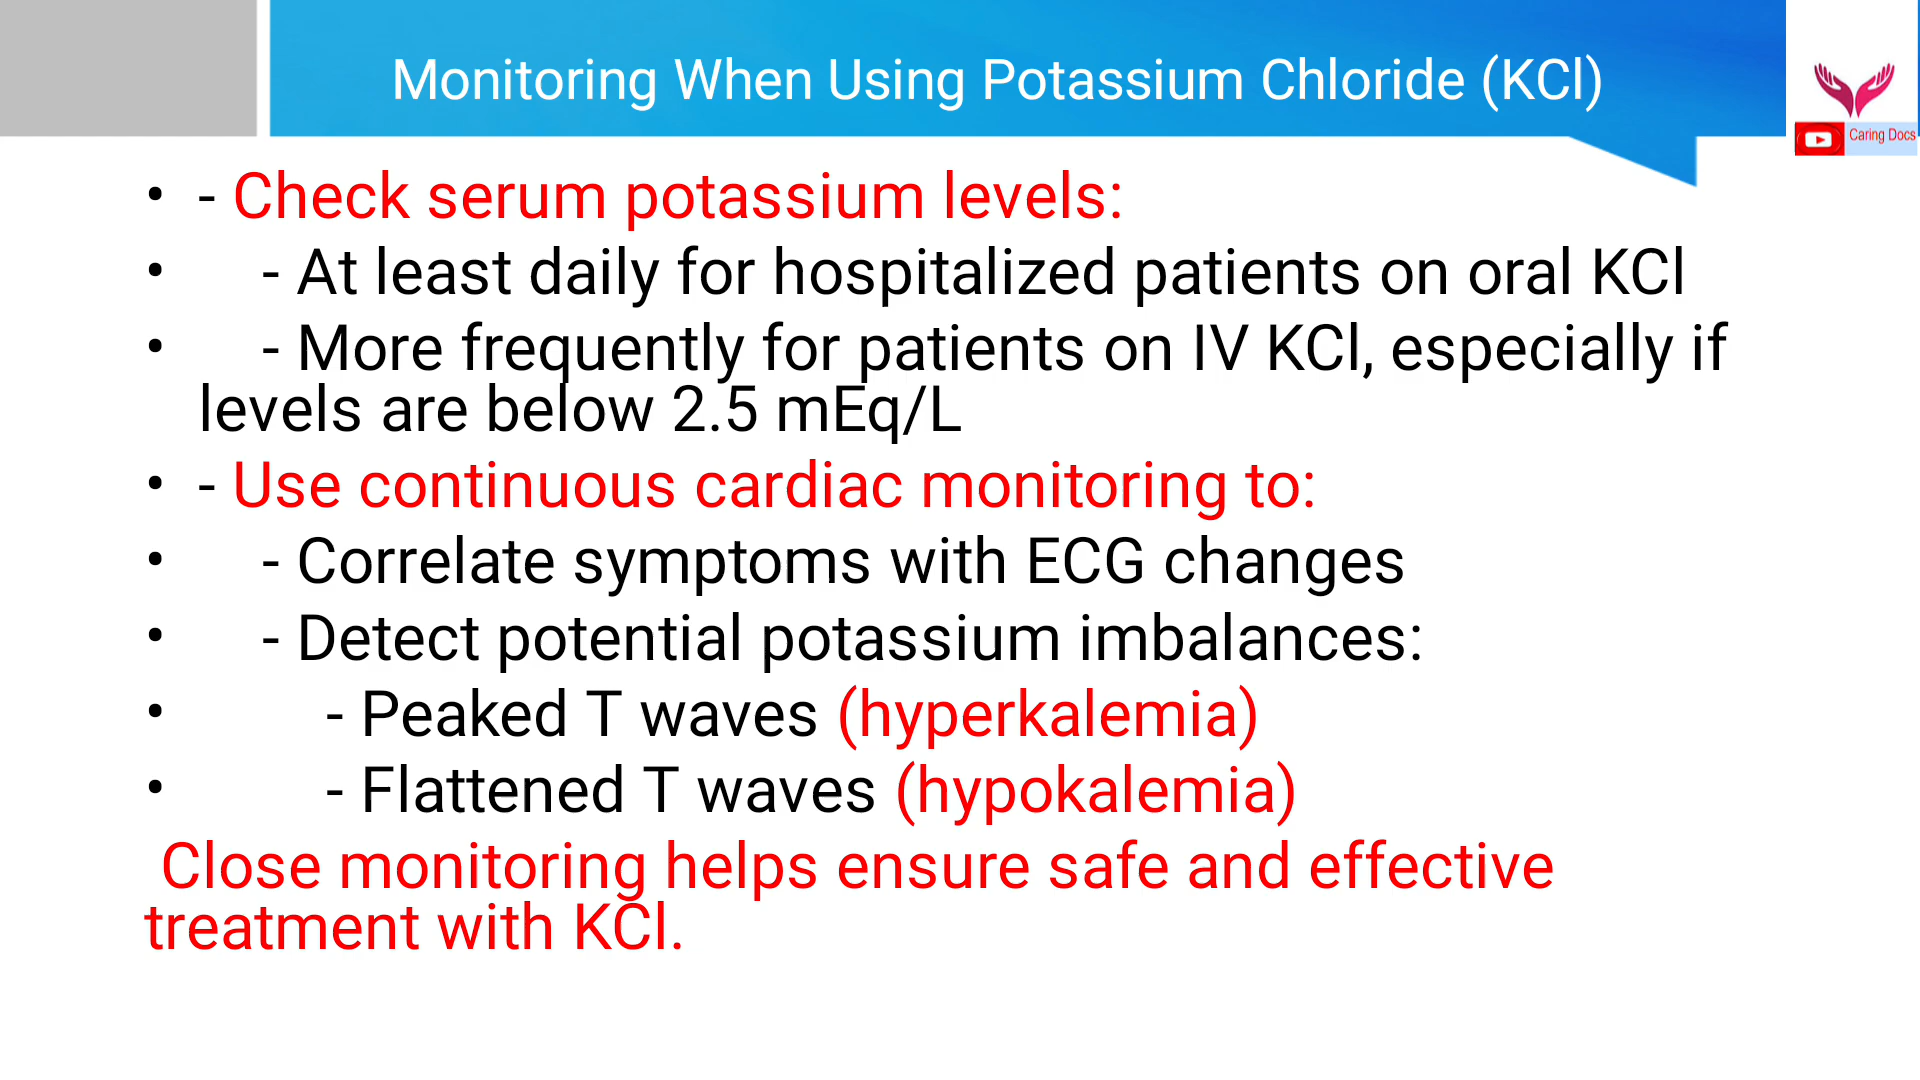 Monitoring When Using Potassium Chloride (KCl)
Caring Docs
• - Check serum potassium levels:
• - At least daily for hospitalized patients on oral KCl
• - More frequently for patients on IV KCl, especially if
levels are below 2.5 mEq/L
• - Use continuous cardiac monitoring to:
• - Correlate symptoms with ECG changes
• - Detect potential potassium imbalances:
• - Peaked T waves (hyperkalemia)
• - Flattened T waves (hypokalemia)
Close monitoring helps ensure safe and effective
treatment with KCl.